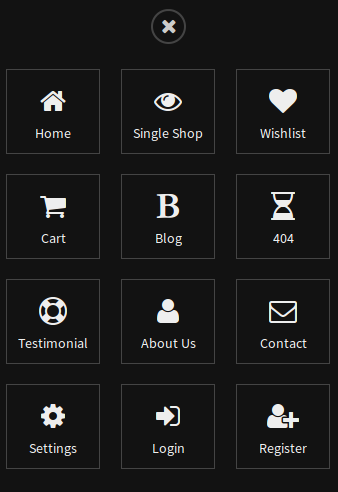 Home
Single Shop
Wishlist
Cart
B
Blog
404
Testimonial
About Us
Contact
Settings
Login
Register